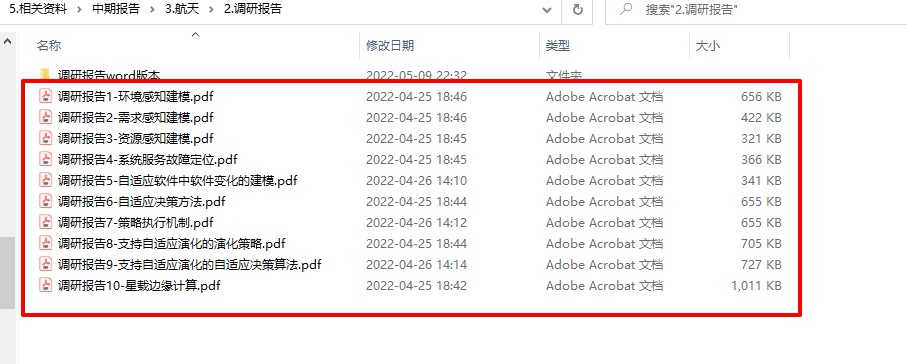 5.相关资料 > 中期报告 > 3.航天 > 2.调研报告 搜索"2.调研报告"
名称 修改日期 类型 大小
调研报告word版本 2022-05-09 22:32 文件夹
调研报告1-环境感知建模.pdf 2022-04-25 18:46 Adobe Acrobat 文档 656 KB
调研报告2-需求感知建模.pdf 2022-04-25 18:46 Adobe Acrobat 文档 422 KB
调研报告3-资源感知建模.pdf 2022-04-25 18:45 Adobe Acrobat 文档 321 KB
调研报告4-系统服务故障定位.pdf 2022-04-25 18:45 Adobe Acrobat 文档 366 KB
调研报告5-自适应软件中软件变化的建模.pdf 2022-04-26 14:10 Adobe Acrobat 文档 341 KB
调研报告6-自适应决策方法.pdf 2022-04-25 18:44 Adobe Acrobat 文档 655 KB
调研报告7-策略执行机制.pdf 2022-04-26 14:12 Adobe Acrobat 文档 655 KB
调研报告8-支持自适应演化的演化策略.pdf 2022-04-25 18:44 Adobe Acrobat 文档 705 KB
调研报告9-支持自适应演化的自适应决策算法.pdf 2022-04-26 14:14 Adobe Acrobat 文档 727 KB
调研报告10-星载边缘计算.pdf 2022-04-25 18:42 Adobe Acrobat 文档 1,011 KB